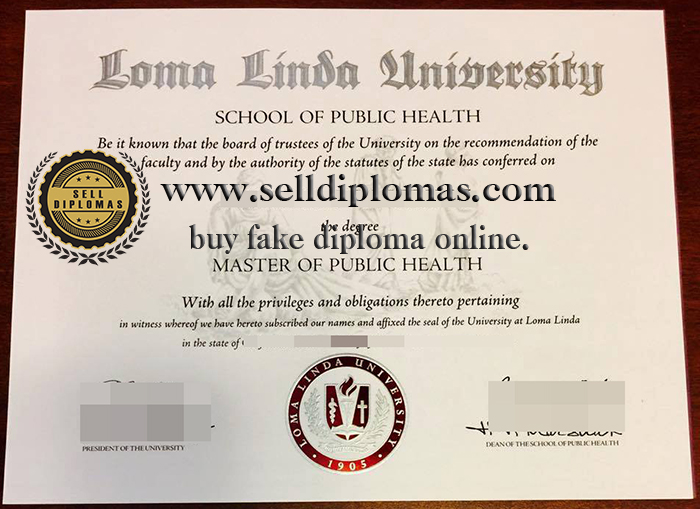 Loma Linda University
SCHOOL OF PUBLIC HEALTH
Be it known that the board of trustees of the University on the recommendation of the
faculty and by the authority of the statutes of the state has conferred on
SELL
DIPLOMAS
www.selldiplomas.com
the degree
buy fake diploma online.
MASTER OF PUBLIC HEALTH
With all the privileges and obligations thereto pertaining
in witness whereof we have hereto subscribed our names and affixed the seal of the University at Loma Linda
in the state of
LOMA LINDA UNIVERSITY
1905
PRESIDENT OF THE UNIVERSITY
DEAN OF THE SCHOOL OF PUBLIC HEALTH